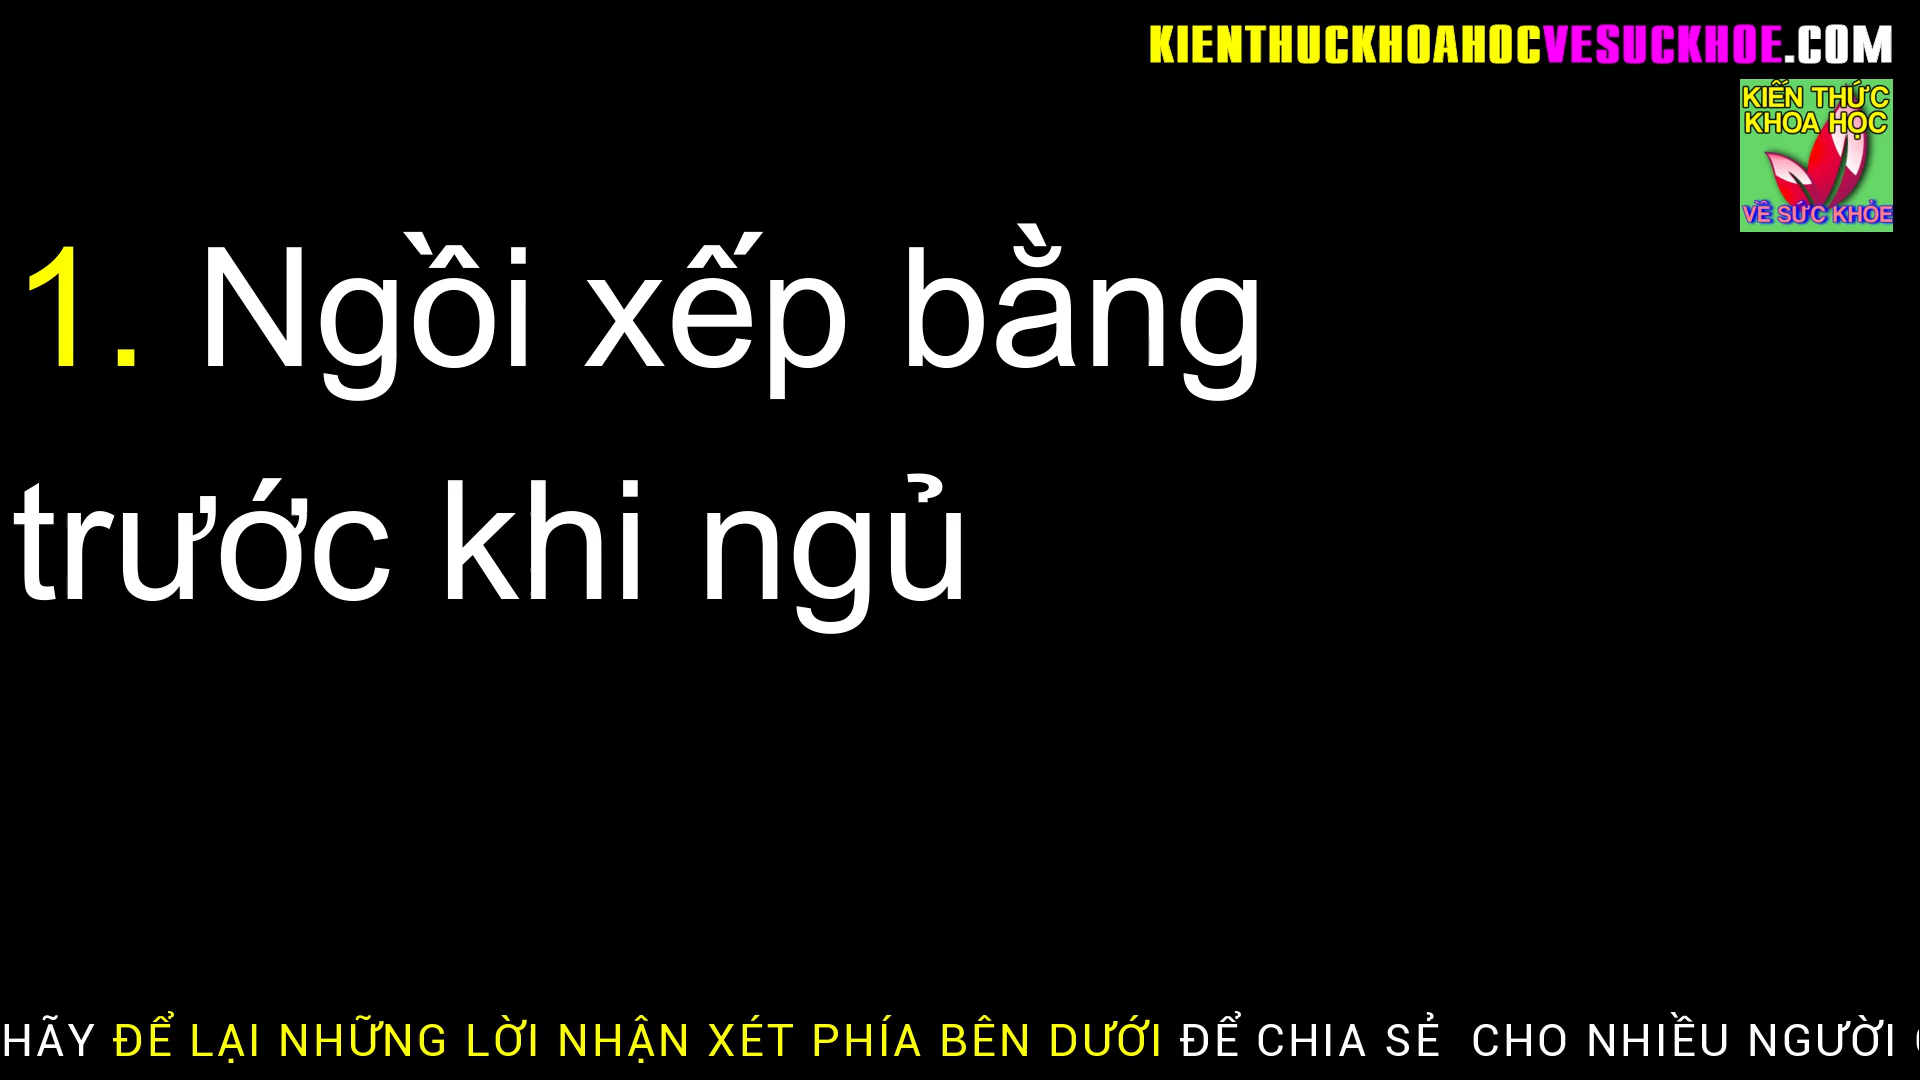 KIENTHUCKHOAHOCVESUCKHOE.COM
KIẾN THỨC
KHOA HỌC
VỀ SỨC KHỎE
1. Ngồi xếp bằng
trước khi ngủ
HÃY ĐỂ LẠI NHỮNG LỜI NHẬN XÉT PHÍA BÊN DƯỚI ĐỂ CHIA SẺ CHO NHIỀU NGƯỜI